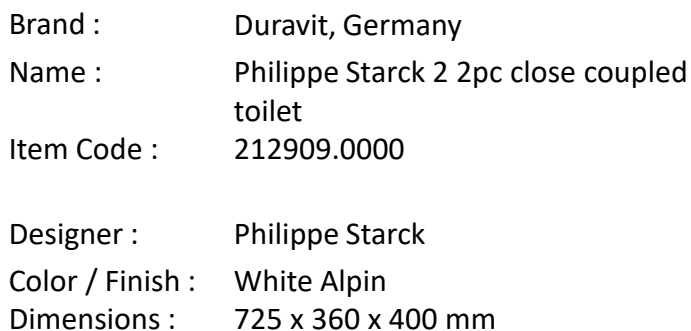 Brand : Duravit, Germany
Name : Philippe Starck 2 2pc close coupled
toilet
Item Code : 212909.0000
Designer : Philippe Starck
Color / Finish : White Alpin
Dimensions : 725 x 360 x 400 mm